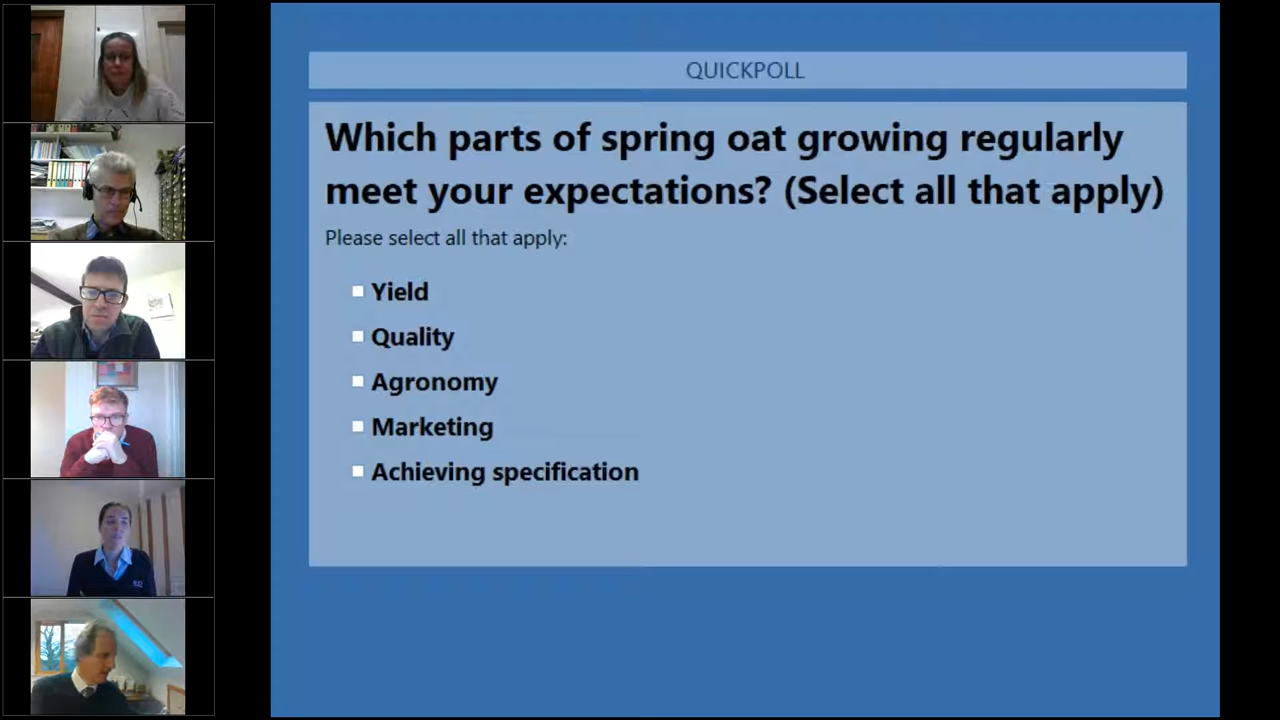 QUICKPOLL
Which parts of spring oat growing regularly
meet your expectations? (Select all that apply)
Please select all that apply:
Yield
Quality
Agronomy
Marketing
Achieving specification